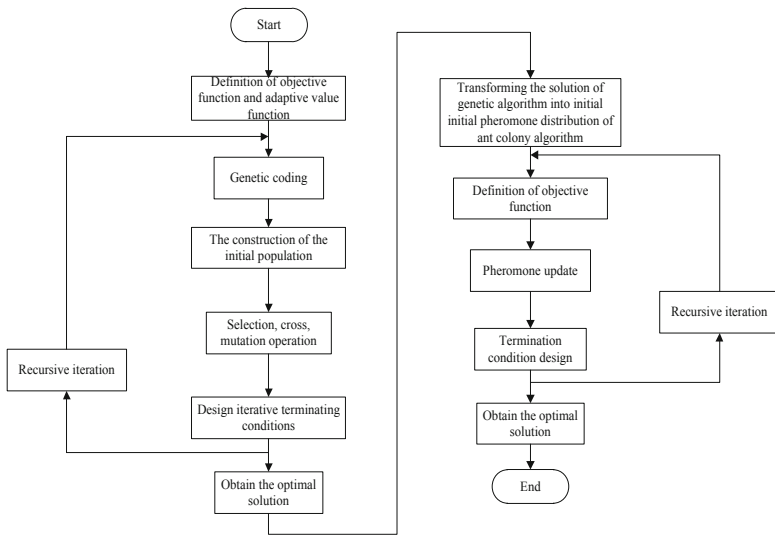 Start
Definition of objective
function and adaptive value
function
Genetic coding
The construction of the
initial population
Selection, cross,
mutation operation
Recursive iteration
Design iterative terminating
conditions
Obtain the optimal
solution
Transforming the solution of
genetic algorithm into initial
initial pheromone distribution of
ant colony algorithm
Definition of objective
function
Pheromone update
Recursive iteration
Termination
condition design
Obtain the optimal
solution
End